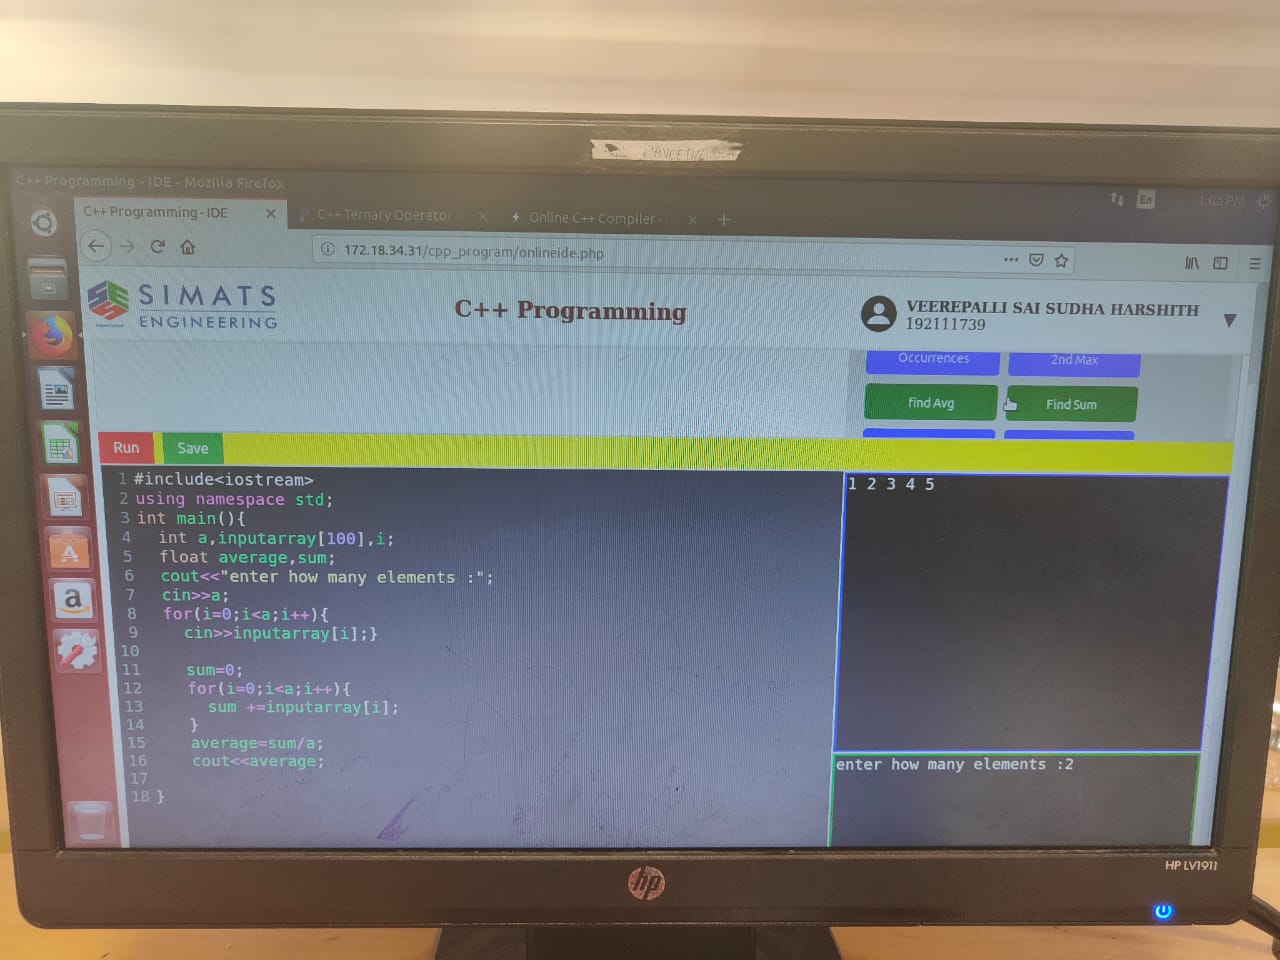 C++ Programming - IDE - Mozilla Firefox
En
1:06 PM
C++ Programming - IDE
C++ Ternary Operator
Online C++ Compiler -
172.18.34.31/cpp_program/onlineide.php
SIMATS
ENGINEERING
C++ Programming
VEEREPALLI SAI SUDHA HARSHITH
192111739
Occurrences
2nd Max
find Avg
Find Sum
Run
Save
1 #include<iostream>
2 using namespace std;
3 int main(){
4 int a,inputarray[100],i;
5 float average,sum;
6 cout<<"enter how many elements :";
7 cin>>a;
8 for(i=0;i<a;i++){
9 cin>>inputarray[i];}
10
11 sum=0;
12 for(i=0;i<a;i++){
13 sum +=inputarray[i];
14 }
15 average=sum/a;
16 cout<<average;
17
18 }
1 2 3 4 5
enter how many elements :2
a
hp
HP LV1911